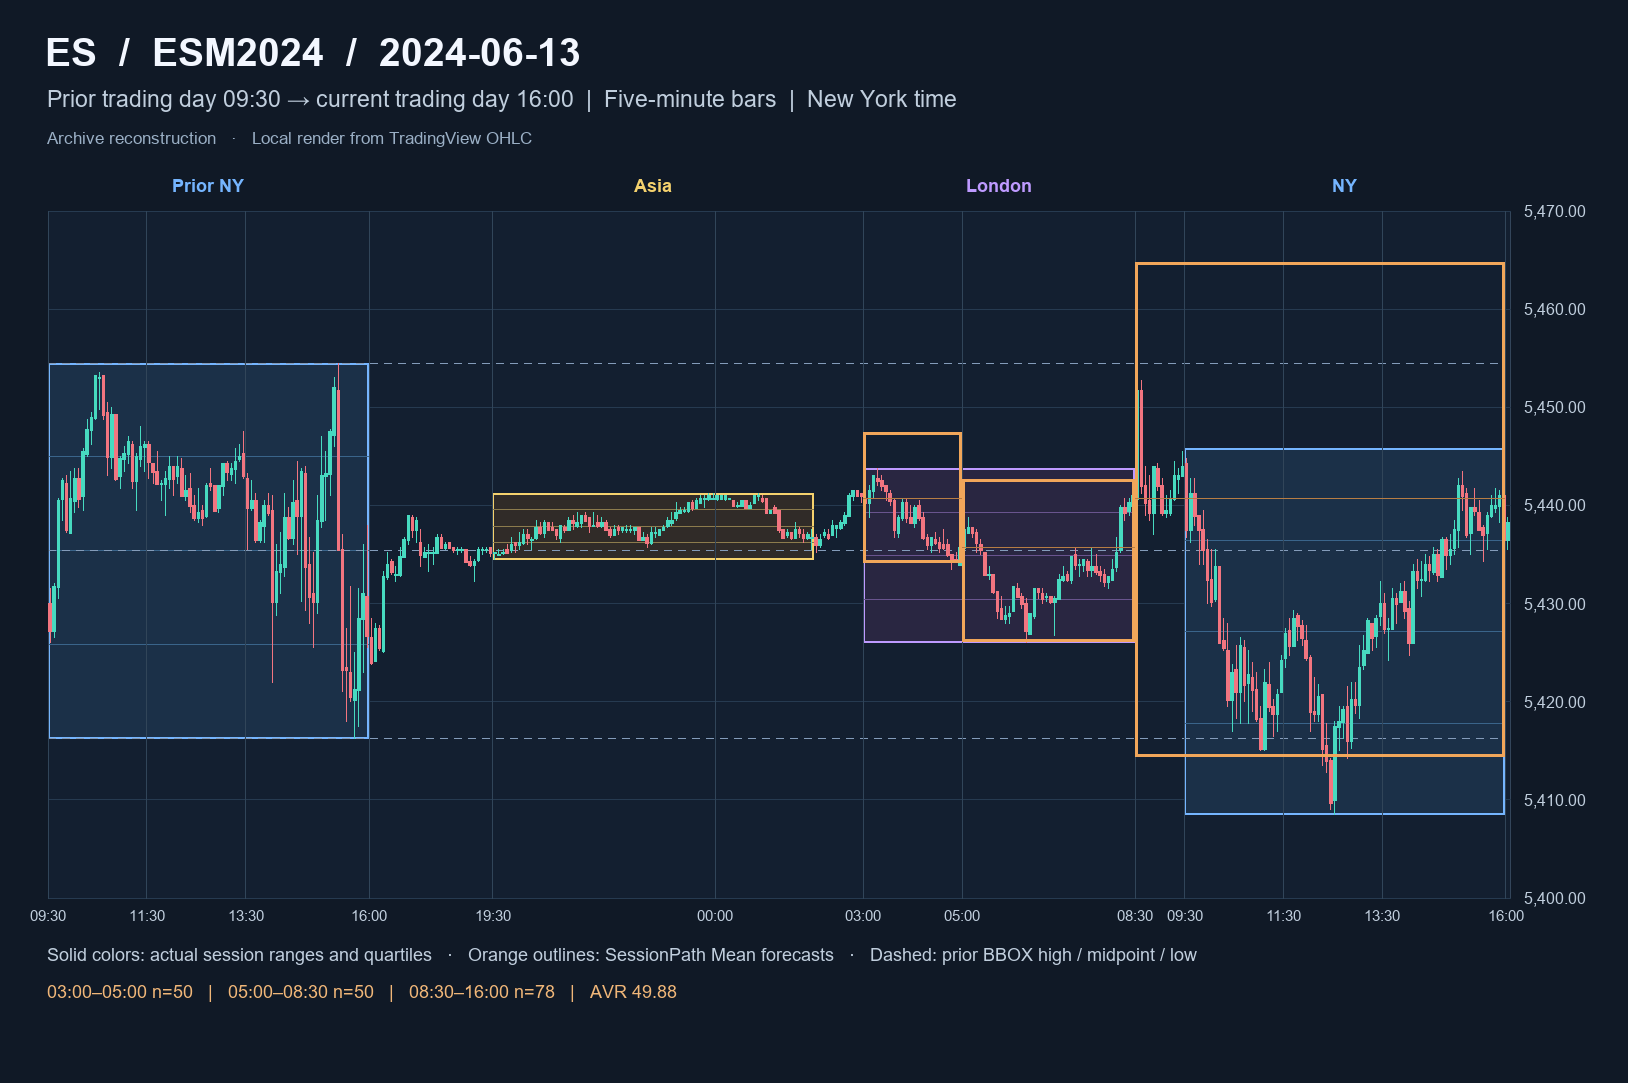 ES / ESM2024 / 2024-06-13
Prior trading day 09:30 → current trading day 16:00 | Five-minute bars | New York time
Archive reconstruction · Local render from TradingView OHLC
Prior NY Asia London NY
5,470.00
5,460.00
5,450.00
5,440.00
5,430.00
5,420.00
5,410.00
5,400.00
09:30 11:30 13:30 16:00 19:30 00:00 03:00 05:00 08:30 09:30 11:30 13:30 16:00
Solid colors: actual session ranges and quartiles · Orange outlines: SessionPath Mean forecasts · Dashed: prior BBOX high / midpoint / low
03:00–05:00 n=50 | 05:00–08:30 n=50 | 08:30–16:00 n=78 | AVR 49.88